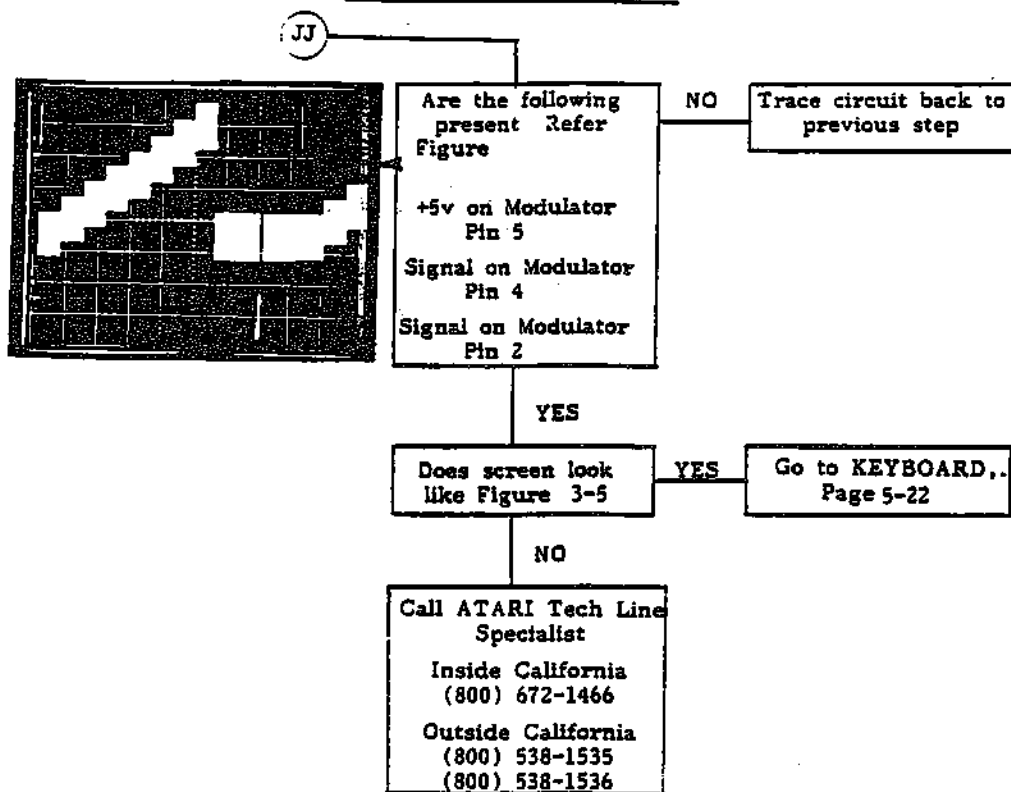 JJ
Are the following
present Refer
Figure
+5v on Modulator
Pin 5
Signal on Modulator
Pin 4
Signal on Modulator
Pin 2
NO
Trace circuit back to
previous step
YES
Does screen look
like Figure 3-5
YES
Go to KEYBOARD,.
Page 5-22
NO
Call ATARI Tech Line
Specialist
Inside California
(800) 672-1466
Outside California
(800) 538-1535
(800) 538-1536